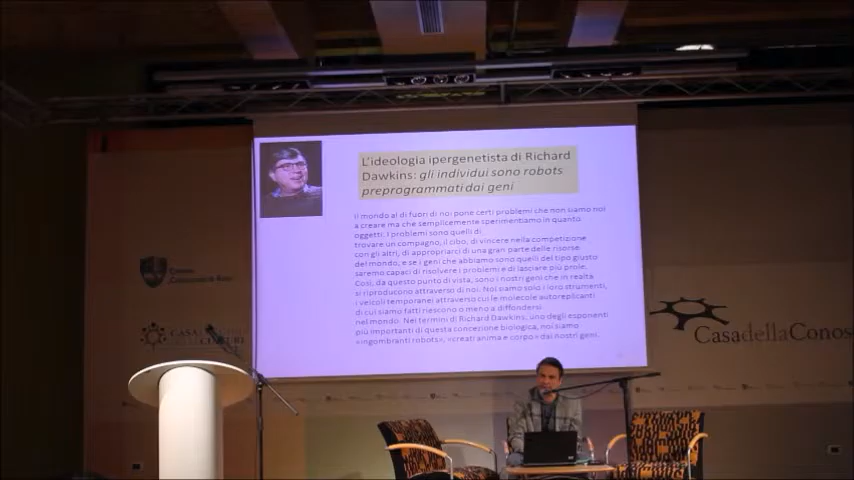 L'ideologia ipergenetista di Richard
Dawkins: gli individui sono robots
preprogrammati dai geni
Il mondo al di fuori di noi pone certi problemi che non siamo noi
a creare ma che semplicemente sperimentiamo in quanto
oggetti. I problemi sono quelli di
trovare un compagno, il cibo, di vincere nella competizione
con gli altri, di appropriarci di una gran parte delle risorse
del mondo, e se i geni che abbiamo sono quelli del tipo giusto
saremo capaci di risolvere i problemi e di lasciare più prole.
Così, da questo punto di vista, sono i nostri geni che in realtà
si riproducono attraverso di noi. Noi siamo solo i loro strumenti,
i veicoli temporanei attraverso cui le molecole autoreplicanti
di cui siamo fatti riescono o meno a diffondersi
nel mondo. Nei termini di Richard Dawkins, uno degli esponenti
più importanti di questa concezione biologica, noi siamo
«ingombranti robots», «creati anima e corpo» dai nostri geni.
CasadellaConos